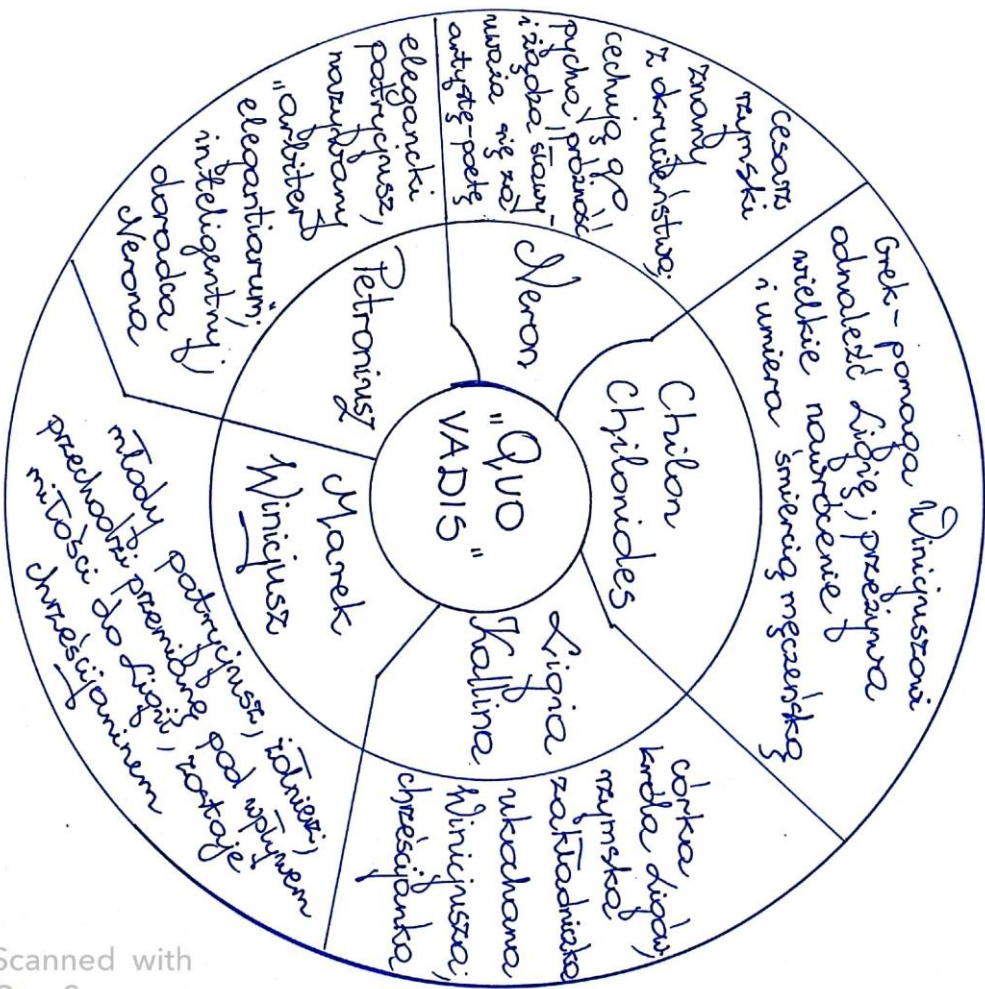 "QUO
VADIS"
Neron
cesarz
rzymski
znany
z okrucieństwa;
cechują go
pycha, próżność
i żądza sławy -
uważa się za
artystę-poetę
Chilon
Chilonides
Grek - pomaga Winicjuszowi
odnaleźć Ligię; przeżywa
wielkie nawrócenie
i umiera śmiercią męczeńską
Ligia
Kallina
córka
króla Ligów,
rzymska
zakładniczka
ukochana
Winicjusza;
chrześcijanka
Marek
Winicjusz
młody patrycjusz, żołnierz,
przechodzi przemianę pod wpływem
miłości do Ligii, zostaje
chrześcijaninem
Petroniusz
elegancki
patrycjusz,
nazywany
"arbiter
elegantiarum",
inteligentny,
doradca
Nerona
Scanned with